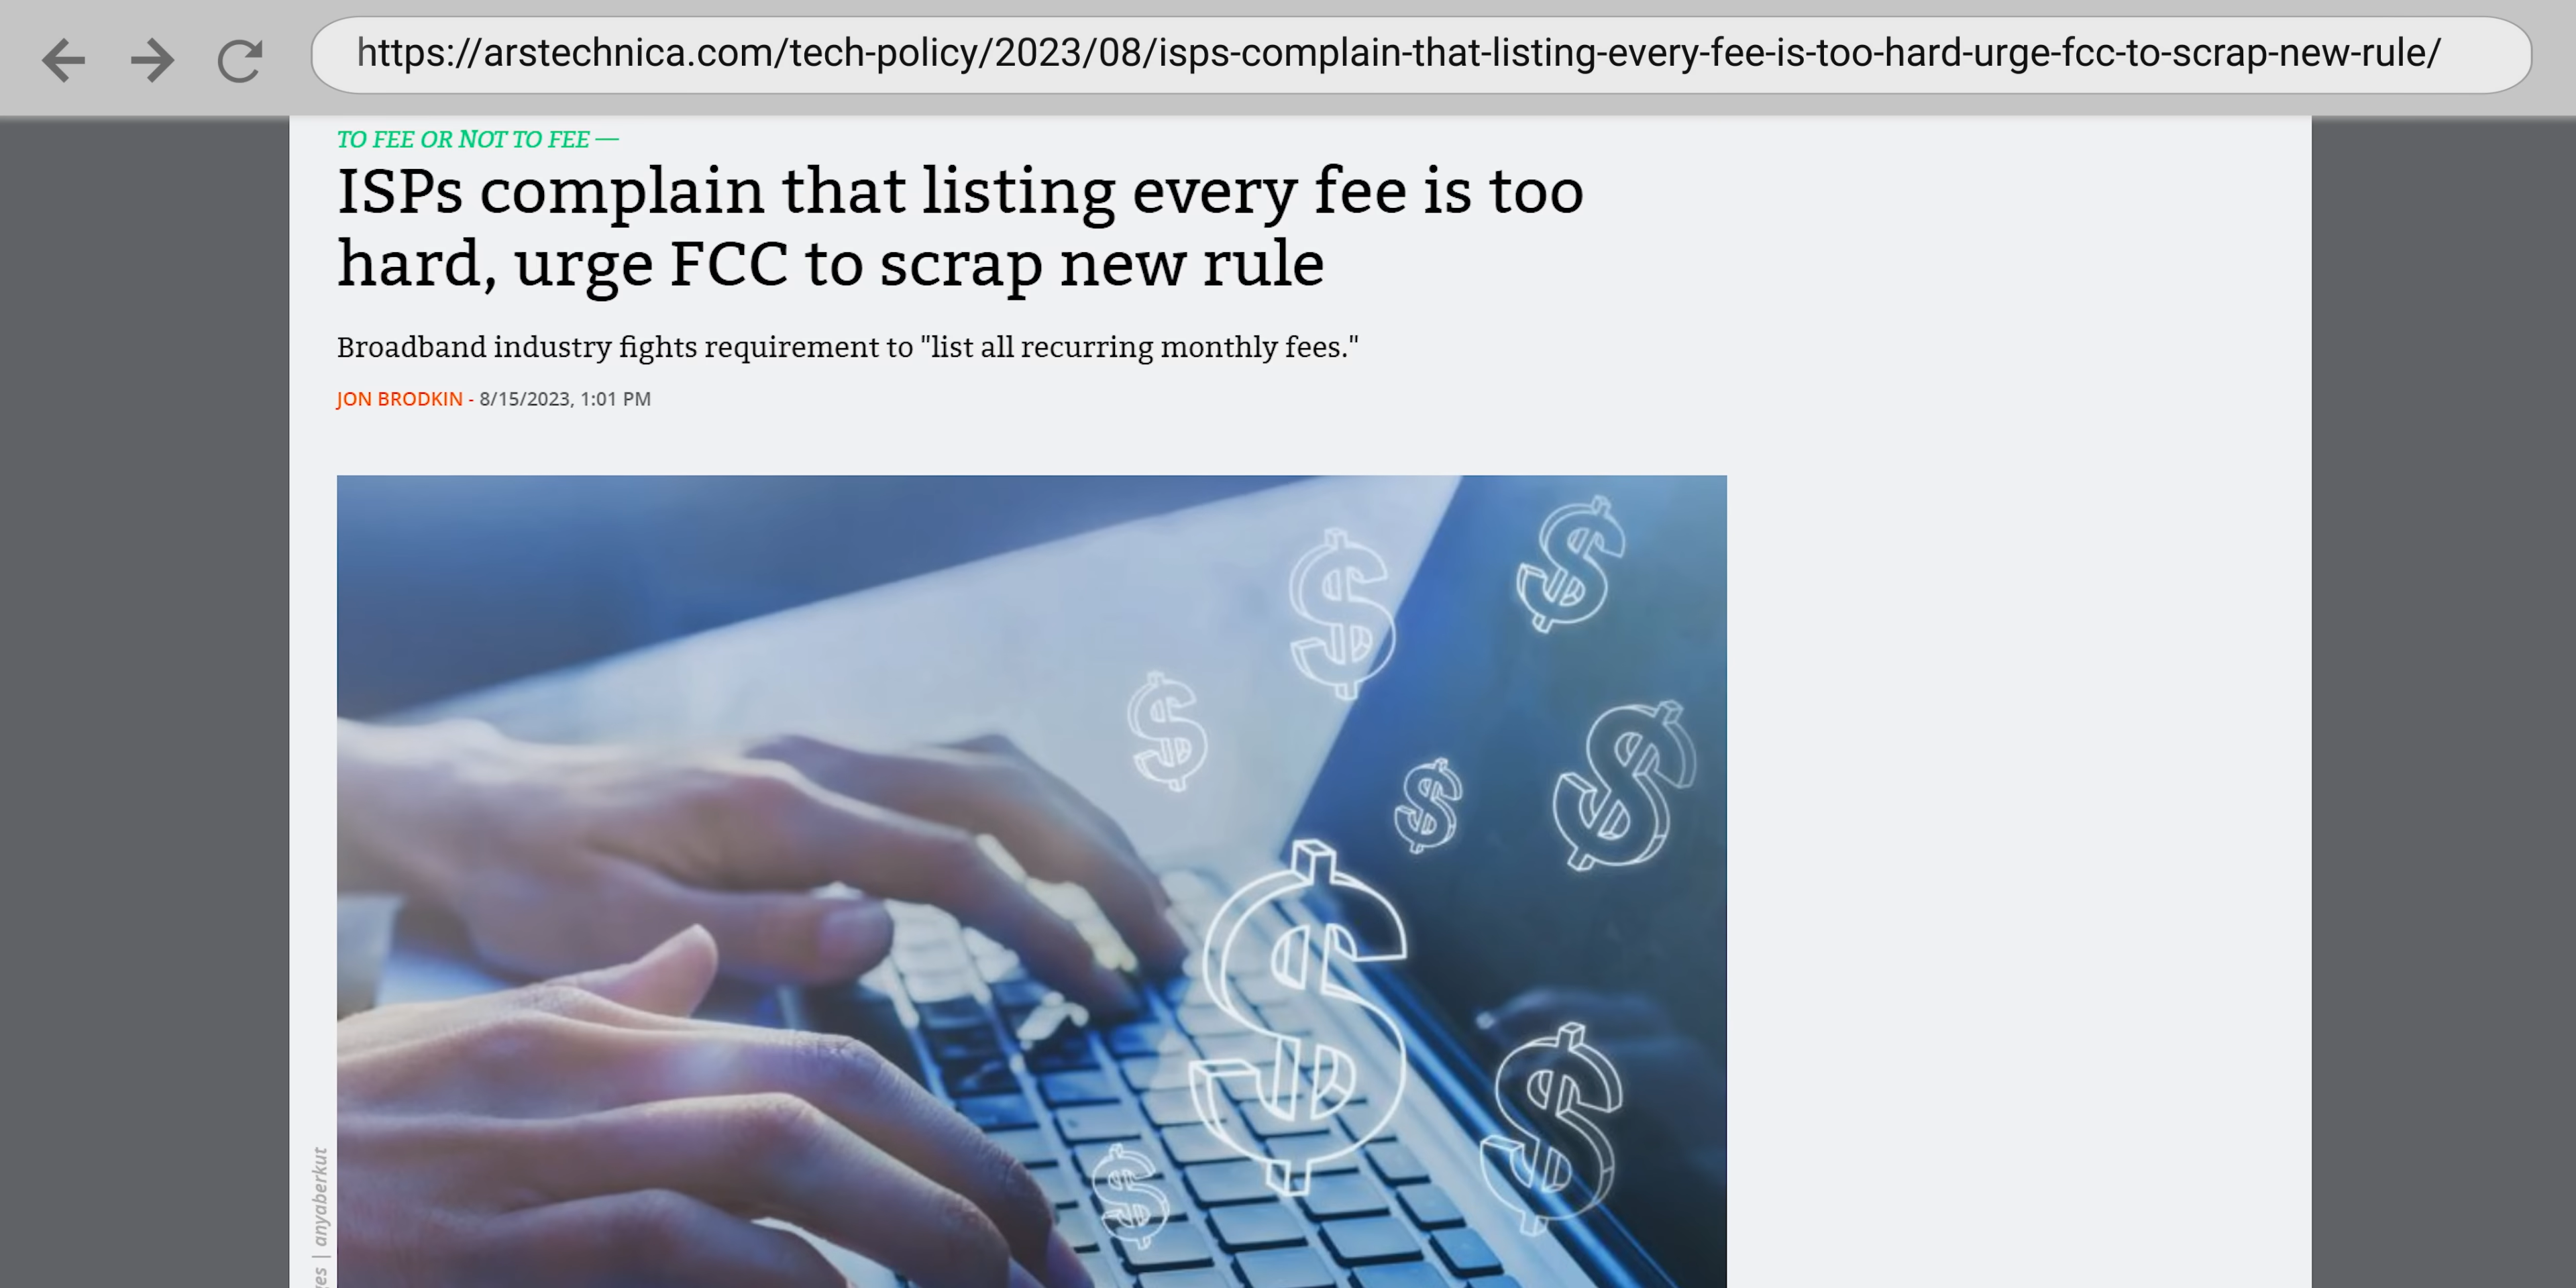 https://arstechnica.com/tech-policy/2023/08/isps-complain-that-listing-every-fee-is-too-hard-urge-fcc-to-scrap-new-rule/
TO FEE OR NOT TO FEE —
ISPs complain that listing every fee is too
hard, urge FCC to scrap new rule
Broadband industry fights requirement to "list all recurring monthly fees."
JON BRODKIN - 8/15/2023, 1:01 PM
| anyaberkut